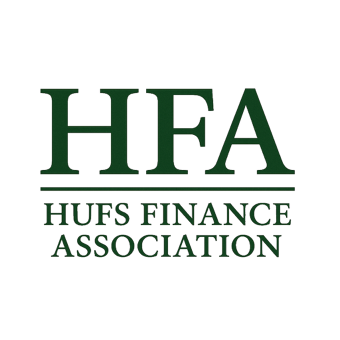 HFA
HUFS FINANCE
ASSOCIATION